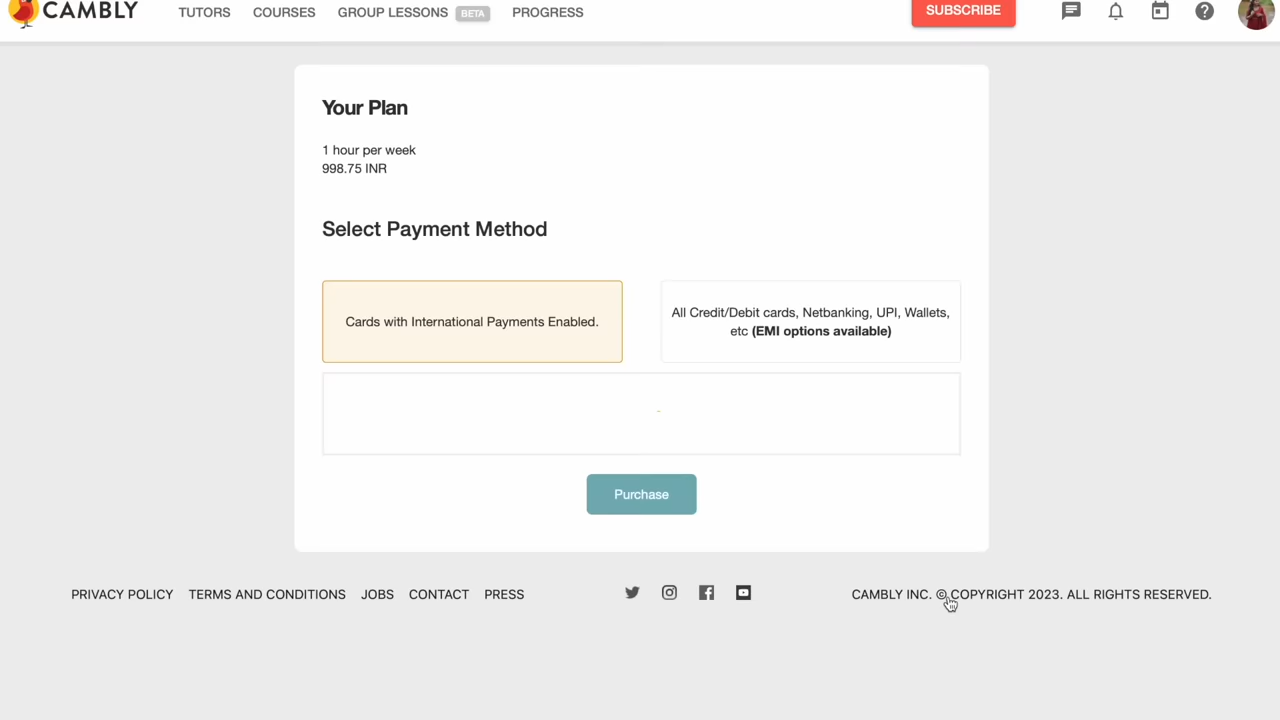 CAMBLY
TUTORS
COURSES
GROUP LESSONS BETA
PROGRESS
SUBSCRIBE
Your Plan
1 hour per week
998.75 INR
Select Payment Method
Cards with International Payments Enabled.
All Credit/Debit cards, Netbanking, UPI, Wallets,
etc (EMI options available)
Purchase
PRIVACY POLICY
TERMS AND CONDITIONS
JOBS
CONTACT
PRESS
CAMBLY INC. © COPYRIGHT 2023. ALL RIGHTS RESERVED.